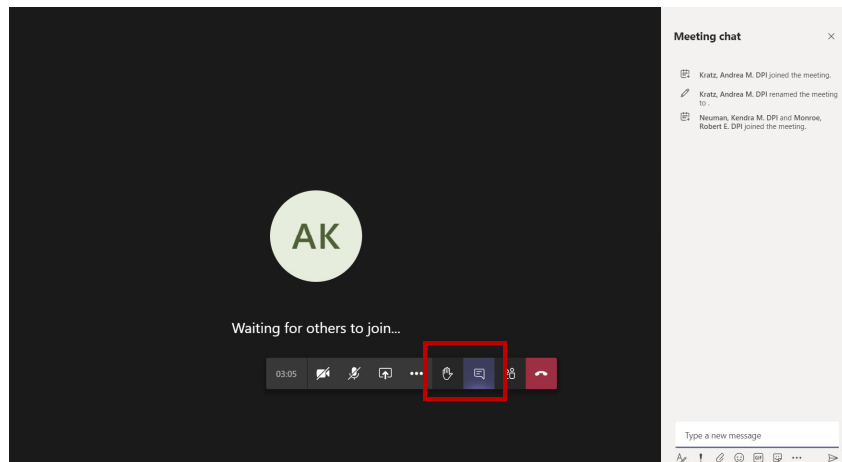 Meeting chat
Kratz, Andrea M. DPI joined the meeting.
Kratz, Andrea M. DPI renamed the meeting
to .
Neuman, Kendra M. DPI and Monroe,
Robert E. DPI joined the meeting.
AK
Waiting for others to join...
03:05
Type a new message
GIF